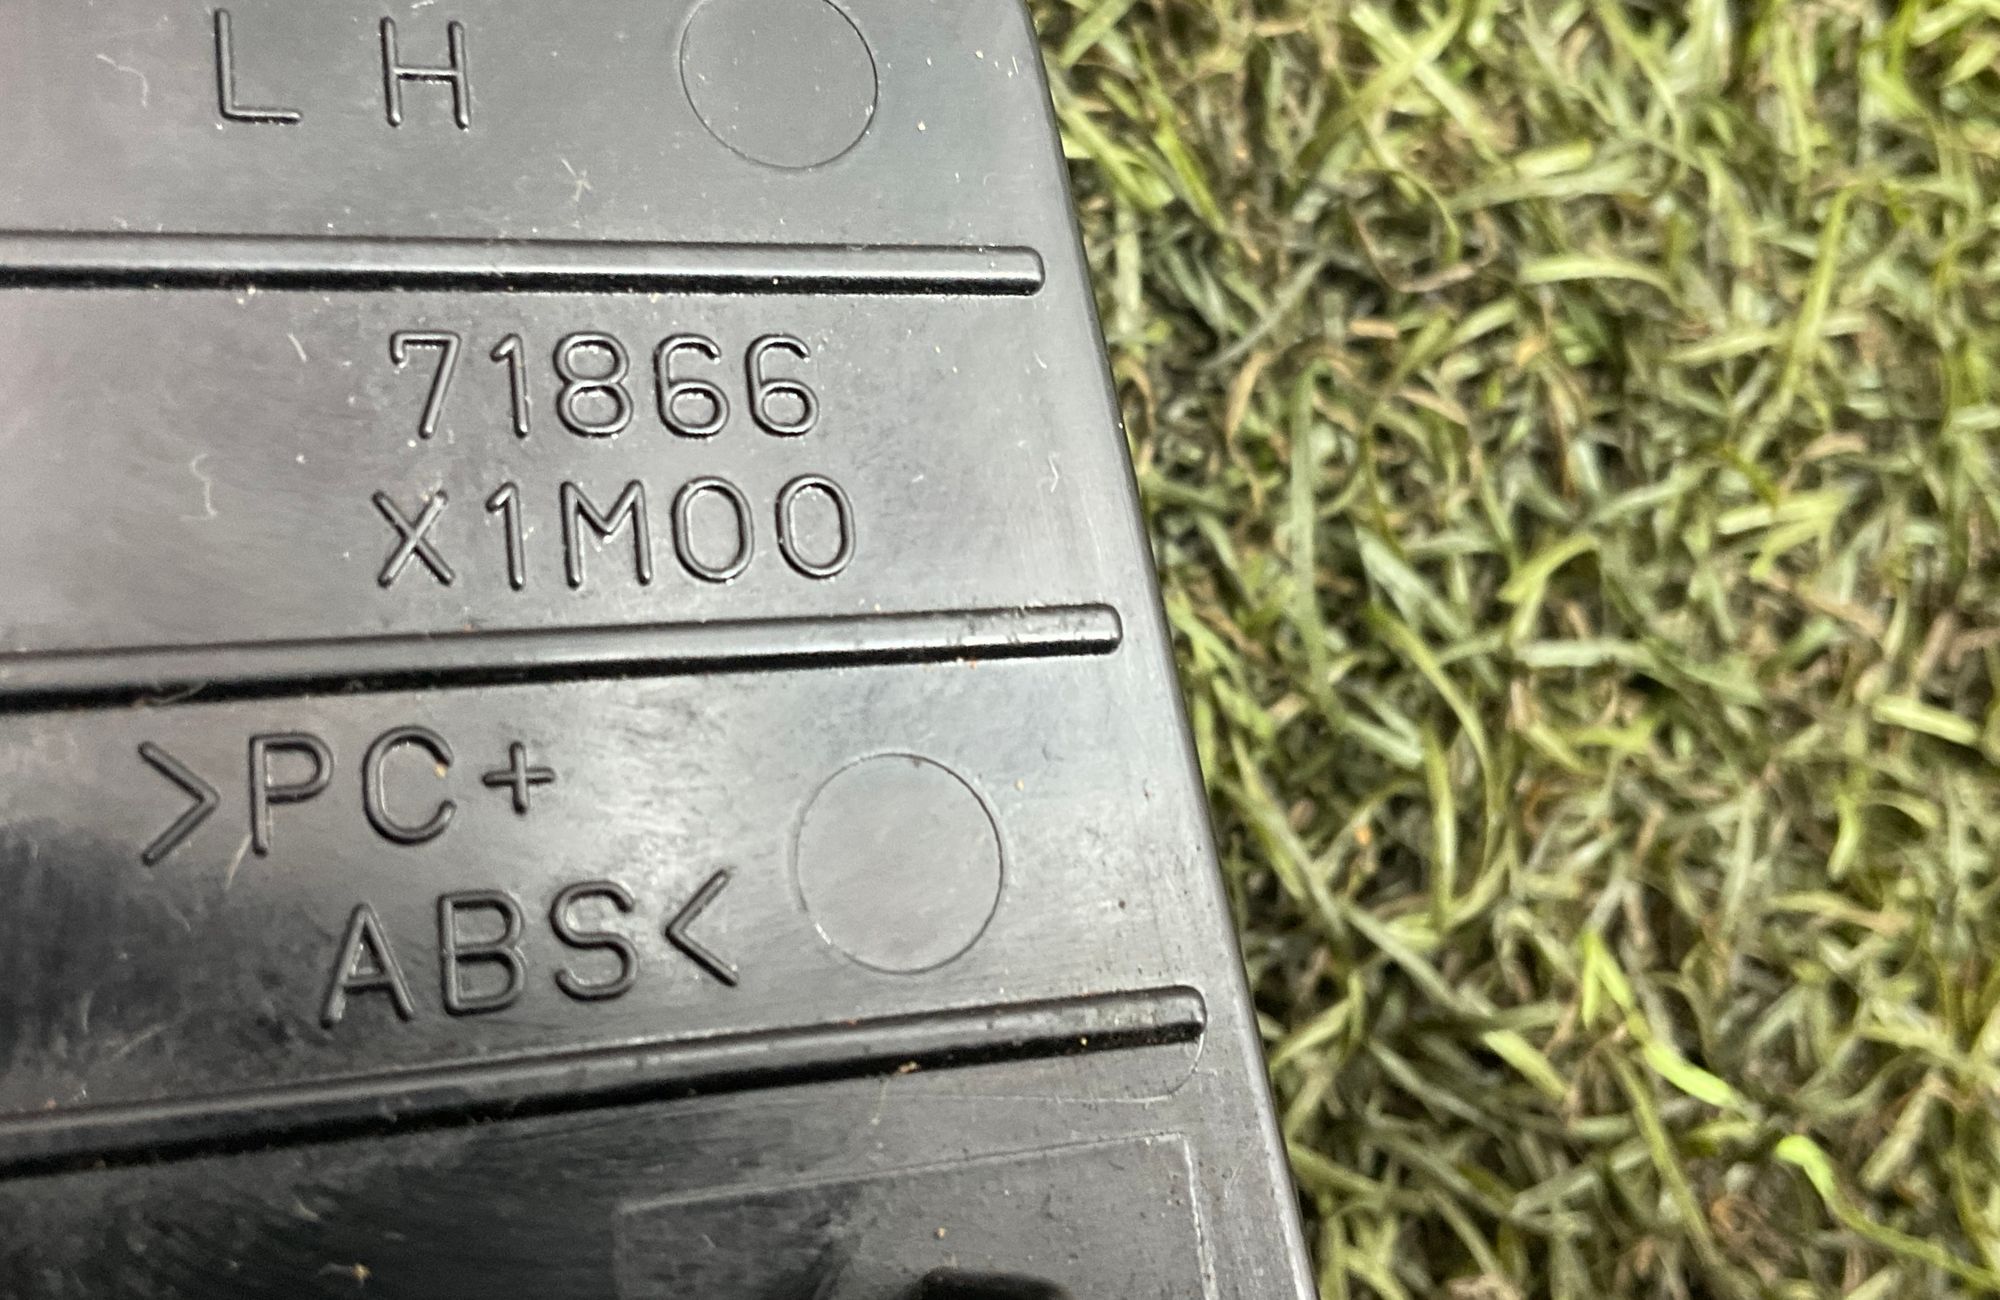 LH
71866
X1M00
>PC+
ABS<